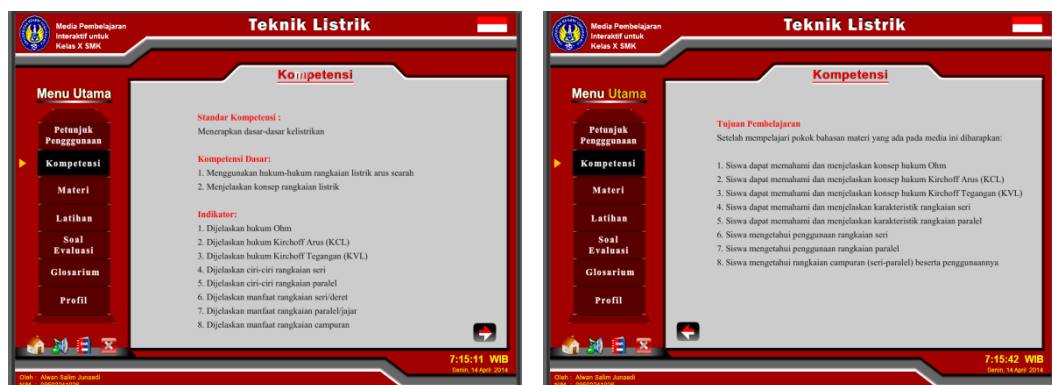 Media Pembelajaran
Interaktif untuk
Kelas X SMK
Teknik Listrik
Kompetensi
Menu Utama
Petunjuk
Pengggunaan
Kompetensi
Materi
Latihan
Soal
Evaluasi
Glosarium
Profil
Standar Kompetensi :
Menerapkan dasar-dasar kelistrikan
Kompetensi Dasar:
1. Menggunakan hukum-hukum rangkaian listrik arus searah
2. Menjelaskan konsep rangkaian listrik
Indikator:
1. Dijelaskan hukum Ohm
2. Dijelaskan hukum Kirchoff Arus (KCL)
3. Dijelaskan hukum Kirchoff Tegangan (KVL)
4. Dijelaskan ciri-ciri rangkaian seri
5. Dijelaskan ciri-ciri rangkaian paralel
6. Dijelaskan manfaat rangkaian seri/deret
7. Dijelaskan manfaat rangkaian paralel/jajar
8. Dijelaskan manfaat rangkaian campuran
7:15:11 WIB
Senin, 14 April 2014
Oleh : Alwan Salim Junaedi
Media Pembelajaran
Interaktif untuk
Kelas X SMK
Teknik Listrik
Kompetensi
Menu Utama
Petunjuk
Pengggunaan
Kompetensi
Materi
Latihan
Soal
Evaluasi
Glosarium
Profil
Tujuan Pembelajaran
Setelah mempelajari pokok bahasan materi yang ada pada media ini diharapkan:
1. Siswa dapat memahami dan menjelaskan konsep hukum Ohm
2. Siswa dapat memahami dan menjelaskan konsep hukum Kirchoff Arus (KCL)
3. Siswa dapat memahami dan menjelaskan konsep hukum Kirchoff Tegangan (KVL)
4. Siswa dapat memahami dan menjelaskan karakteristik rangkaian seri
5. Siswa dapat memahami dan menjelaskan karakteristik rangkaian paralel
6. Siswa mengetahui penggunaan rangkaian seri
7. Siswa mengetahui penggunaan rangkaian paralel
8. Siswa mengetahui rangkaian campuran (seri-paralel) beserta penggunaannya
7:15:42 WIB
Senin, 14 April 2014
Oleh : Alwan Salim Junaedi